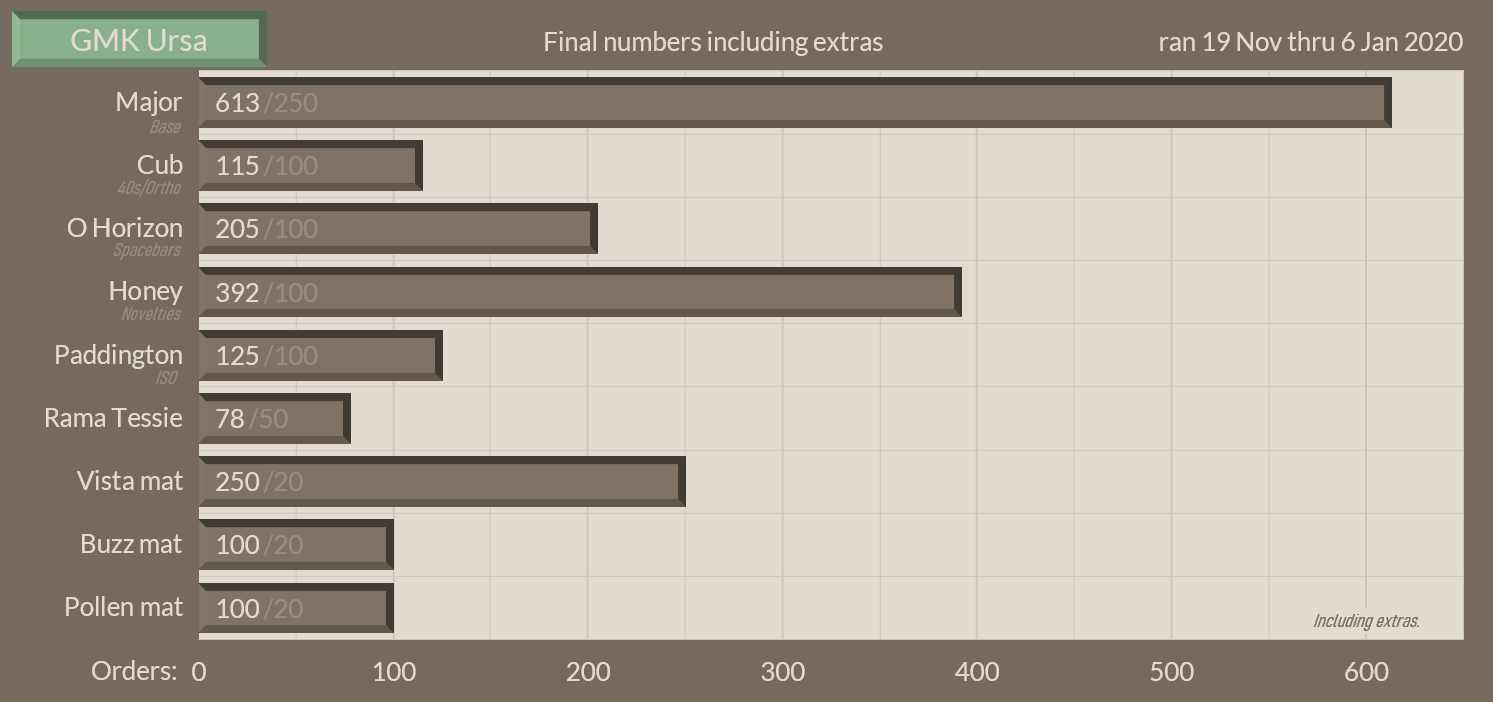 GMK Ursa
Final numbers including extras
ran 19 Nov thru 6 Jan 2020
Major 613 /250
Base
Cub 115 /100
40s/Ortho
O Horizon 205 /100
Spacebars
Honey 392 /100
Novelties
Paddington 125 /100
ISO
Rama Tessie 78 /50
Vista mat 250 /20
Buzz mat 100 /20
Pollen mat 100 /20
Including extras.
Orders: 0 100 200 300 400 500 600